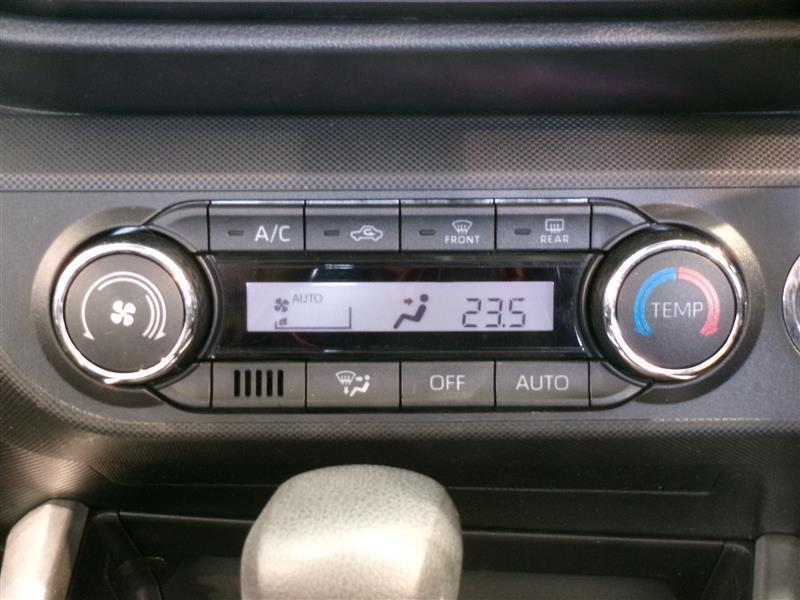 A/C
FRONT
REAR
AUTO
23.5
TEMP
OFF
AUTO